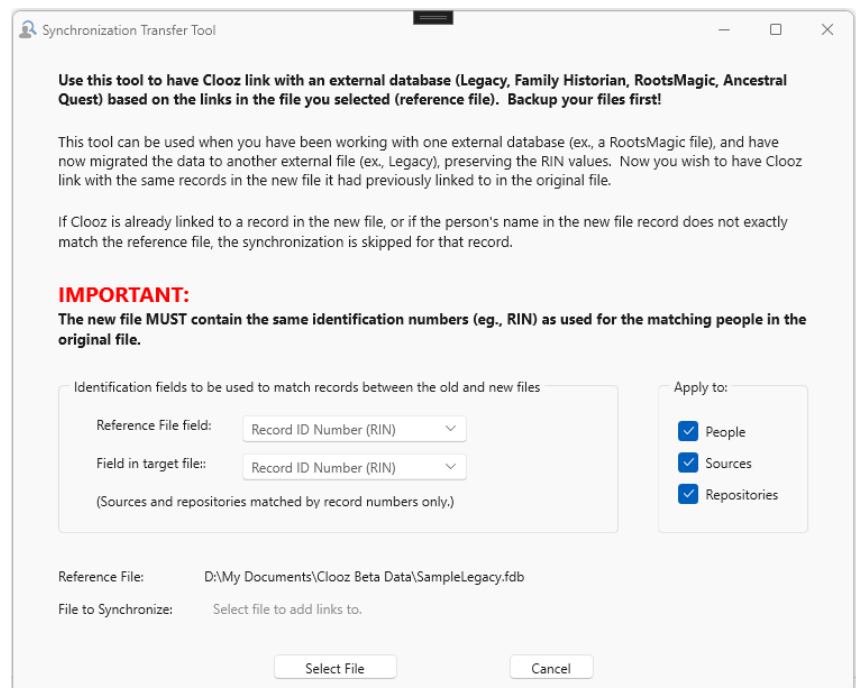 Synchronization Transfer Tool
Use this tool to have Clooz link with an external database (Legacy, Family Historian, RootsMagic, Ancestral
Quest) based on the links in the file you selected (reference file).  Backup your files first!
This tool can be used when you have been working with one external database (ex., a RootsMagic file), and have
now migrated the data to another external file (ex., Legacy), preserving the RIN values.  Now you wish to have Clooz
link with the same records in the new file it had previously linked to in the original file.
If Clooz is already linked to a record in the new file, or if the person's name in the new file record does not exactly
match the reference file, the synchronization is skipped for that record.
IMPORTANT:
The new file MUST contain the same identification numbers (eg., RIN) as used for the matching people in the
original file.
Identification fields to be used to match records between the old and new files
Reference File field: Record ID Number (RIN)
Field in target file:: Record ID Number (RIN)
(Sources and repositories matched by record numbers only.)
Apply to:
People
Sources
Repositories
Reference File: D:\My Documents\Clooz Beta Data\SampleLegacy.fdb
File to Synchronize: Select file to add links to.
Select File Cancel